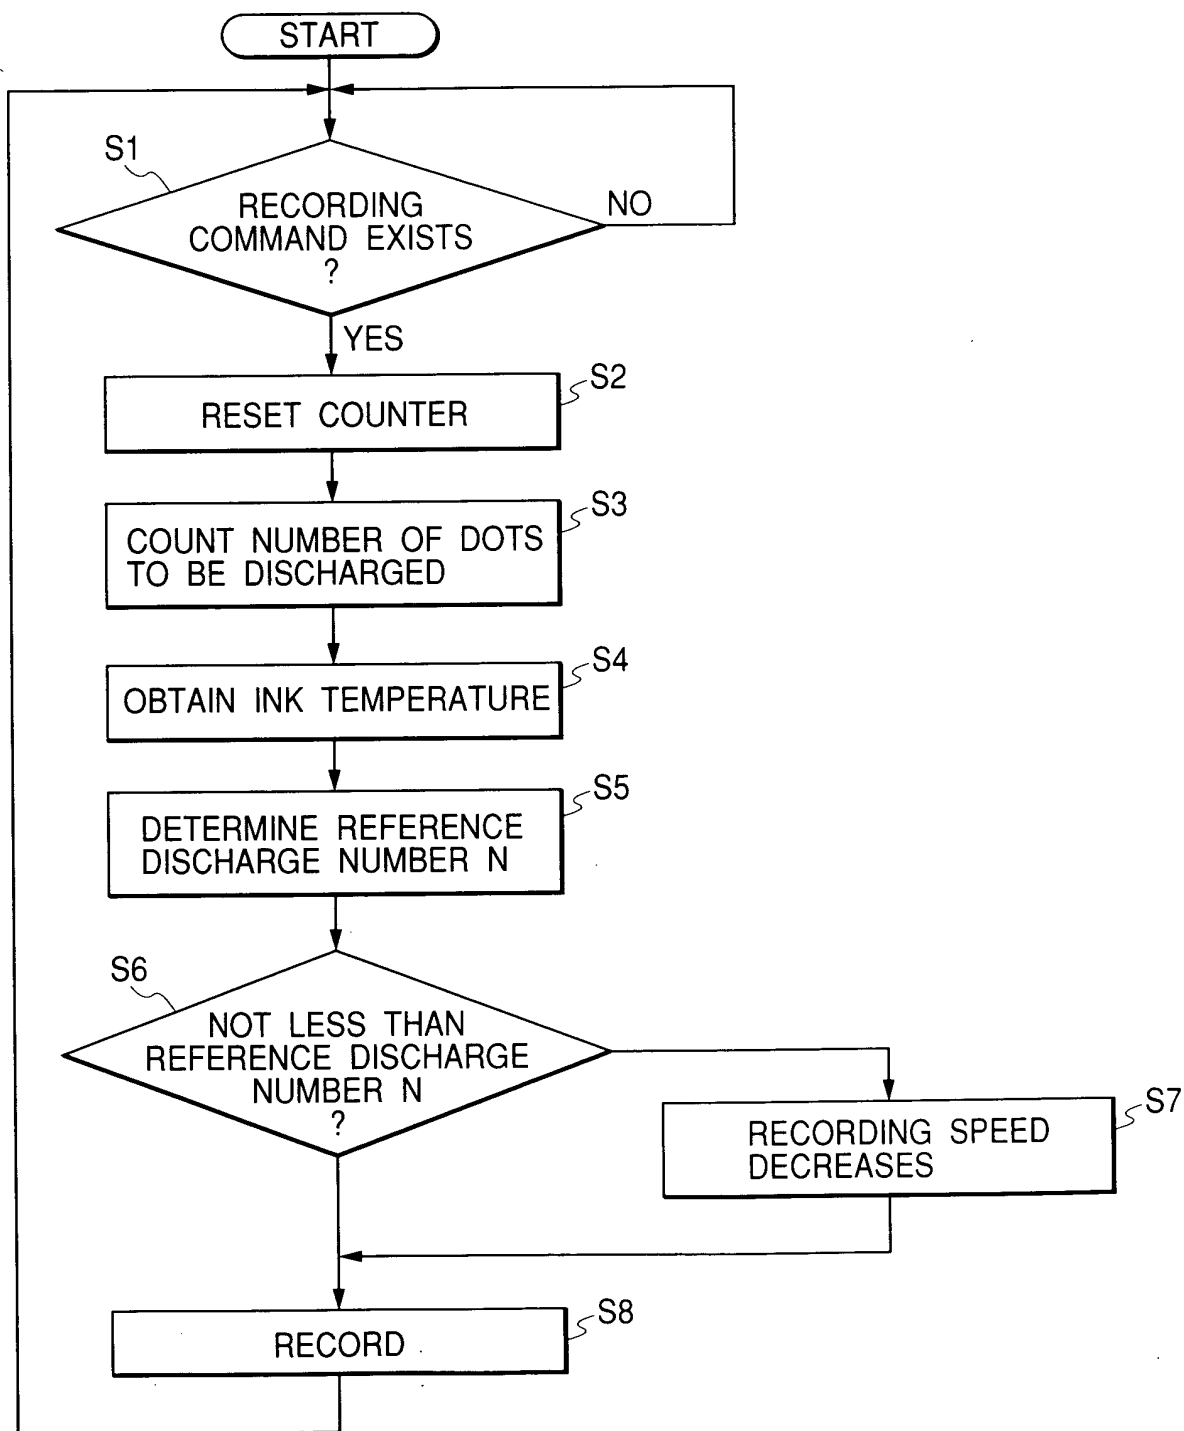 START
S1
RECORDING
COMMAND EXISTS
?
NO
YES
S2
RESET COUNTER
S3
COUNT NUMBER OF DOTS
TO BE DISCHARGED
S4
OBTAIN INK TEMPERATURE
S5
DETERMINE REFERENCE
DISCHARGE NUMBER N
S6
NOT LESS THAN
REFERENCE DISCHARGE
NUMBER N
?
S7
RECORDING SPEED
DECREASES
S8
RECORD